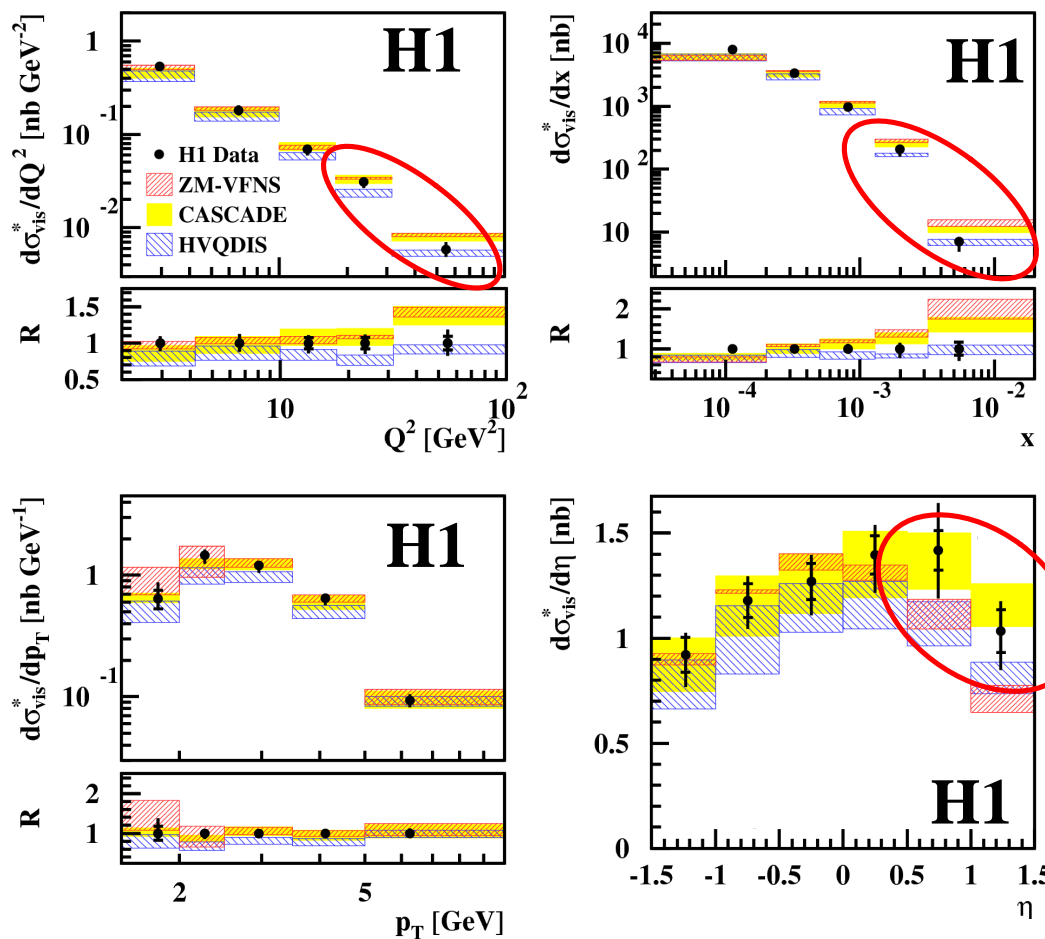 H1
dσ*vis/dQ² [nb GeV⁻²]
1
10⁻¹
10⁻²
H1 Data
ZM-VFNS
CASCADE
HVQDIS
R
1.5
1
0.5
10
10²
Q² [GeV²]
H1
dσ*vis/dx [nb]
10⁴
10³
10²
10
R
2
1
10⁻⁴
10⁻³
10⁻²
x
H1
dσ*vis/dpT [nb GeV⁻¹]
1
10⁻¹
R
2
1
2
5
pT [GeV]
dσ*vis/dη [nb]
1.5
1
0.5
0
H1
-1.5
-1
-0.5
0
0.5
1
1.5
η